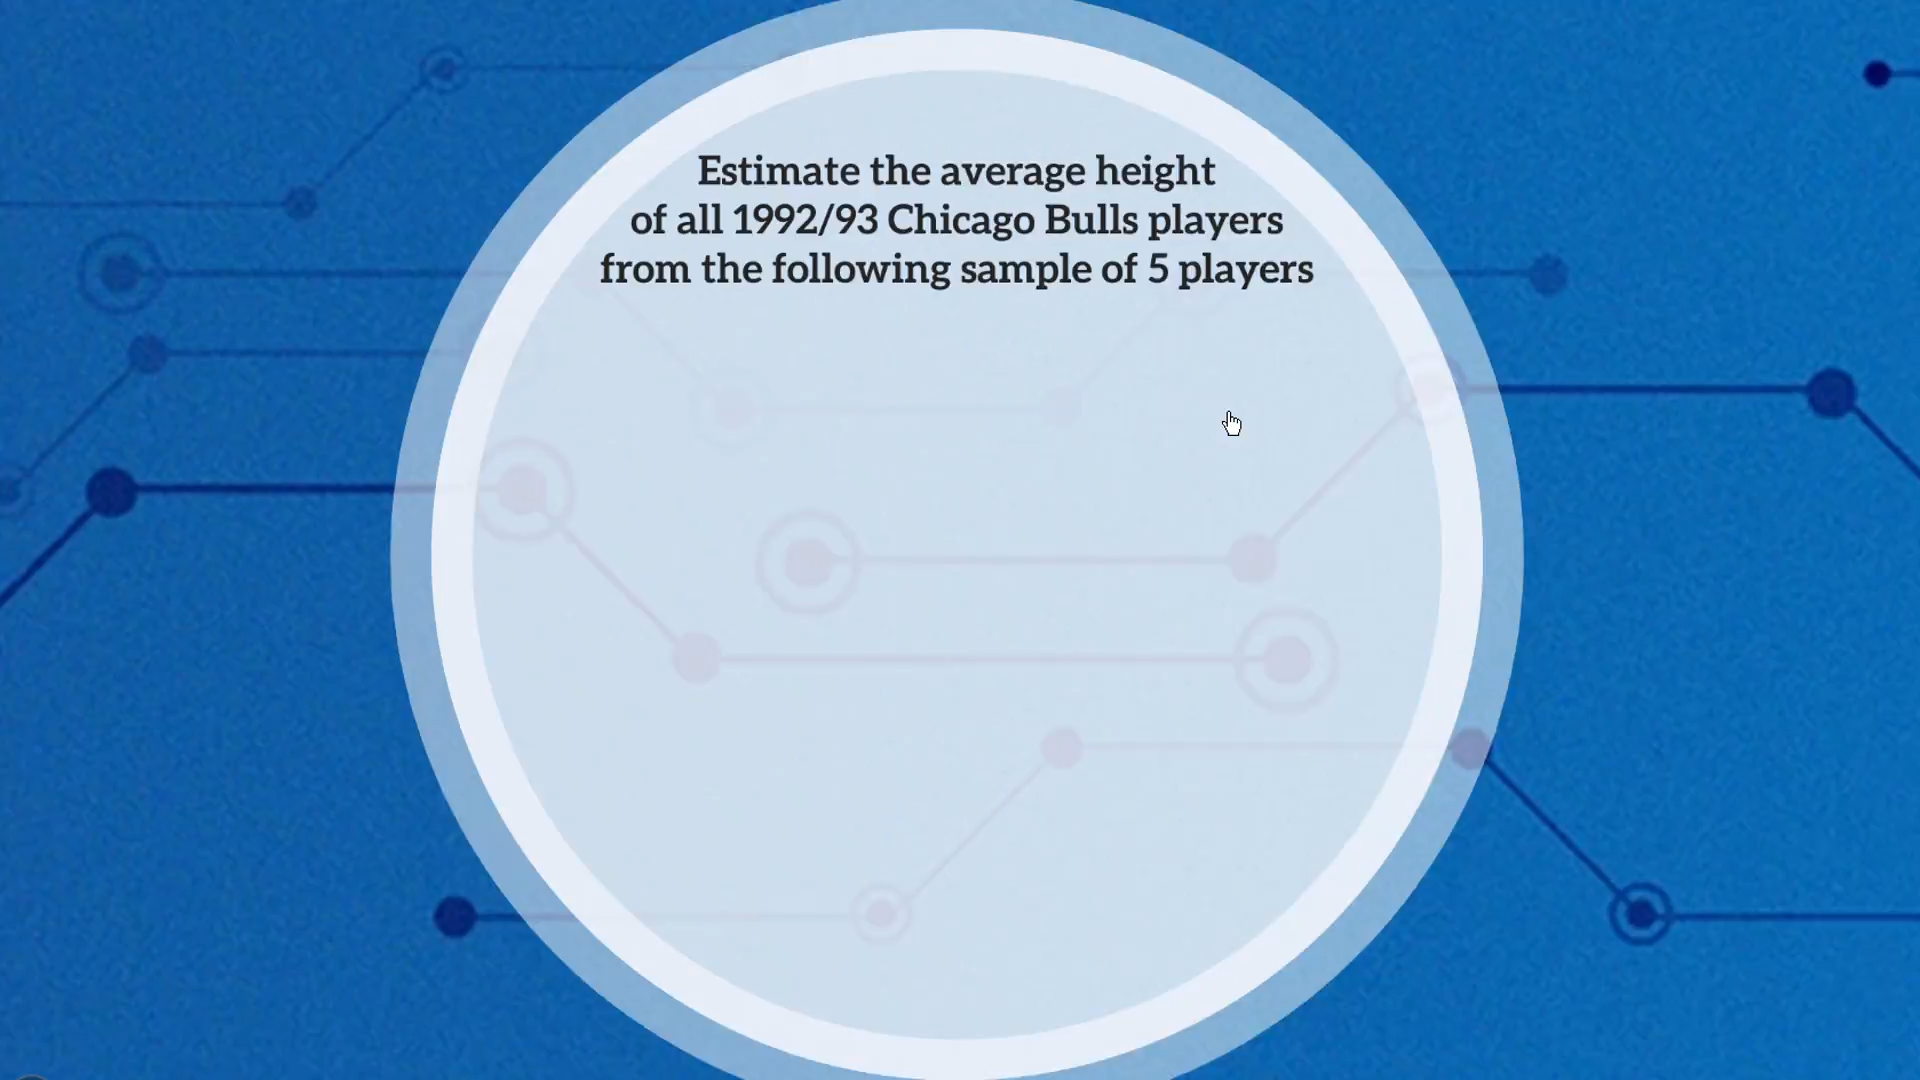 Estimate the average height
of all 1992/93 Chicago Bulls players
from the following sample of 5 players